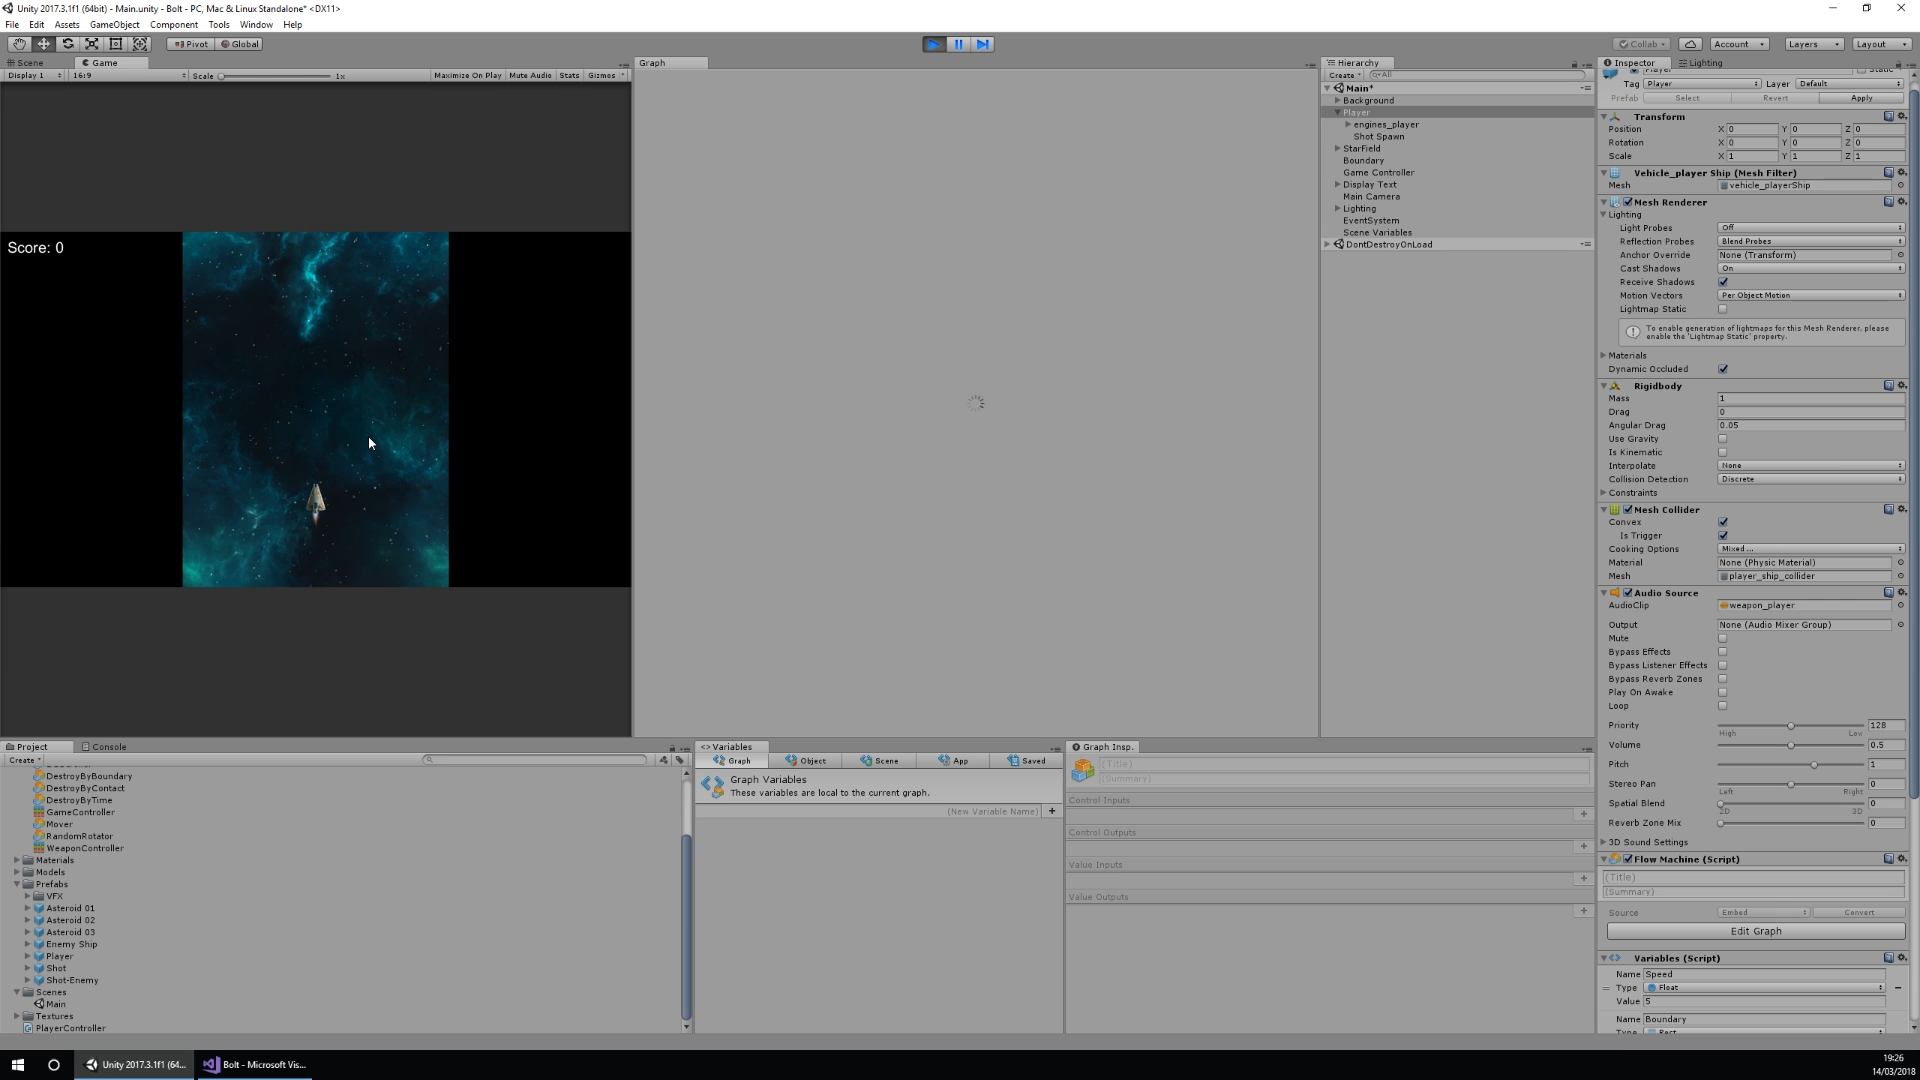 Unity 2017.3.1f1 (64bit) - Main.unity - Bolt - PC, Mac & Linux Standalone* <DX11>
File Edit Assets GameObject Component Tools Window Help
Pivot Global
Collab Account Layers Layout
Scene Game
Display 1 16:9 Scale 1x Maximize On Play Mute Audio Stats Gizmos
Score: 0
Graph
Hierarchy
Create All
Main*
Background
Player
engines_player
Shot Spawn
StarField
Boundary
Game Controller
Display Text
Main Camera
Lighting
EventSystem
Scene Variables
DontDestroyOnLoad
Inspector Lighting
Player Static
Tag Player Layer Default
Prefab Select Revert Apply
Transform
Position X 0 Y 0 Z 0
Rotation X 0 Y 0 Z 0
Scale X 1 Y 1 Z 1
Vehicle_player Ship (Mesh Filter)
Mesh vehicle_playerShip
Mesh Renderer
Lighting
Light Probes Off
Reflection Probes Blend Probes
Anchor Override None (Transform)
Cast Shadows On
Receive Shadows
Motion Vectors Per Object Motion
Lightmap Static
To enable generation of lightmaps for this Mesh Renderer, please
enable the 'Lightmap Static' property.
Materials
Dynamic Occluded
Rigidbody
Mass 1
Drag 0
Angular Drag 0.05
Use Gravity
Is Kinematic
Interpolate None
Collision Detection Discrete
Constraints
Mesh Collider
Convex
Is Trigger
Cooking Options Mixed ...
Material None (Physic Material)
Mesh player_ship_collider
Audio Source
AudioClip weapon_player
Output None (Audio Mixer Group)
Mute
Bypass Effects
Bypass Listener Effects
Bypass Reverb Zones
Play On Awake
Loop
Priority 128
High Low
Volume 0.5
Pitch 1
Stereo Pan 0
Left Right
Spatial Blend 0
2D 3D
Reverb Zone Mix 0
3D Sound Settings
Flow Machine (Script)
(Title)
(Summary)
Source Embed Convert
Edit Graph
Variables (Script)
Name Speed
Type Float
Value 5
Name Boundary
Type Rect
Project Console
Create
DestroyByBoundary
DestroyByContact
DestroyByTime
GameController
Mover
RandomRotator
WeaponController
Materials
Models
Prefabs
VFX
Asteroid 01
Asteroid 02
Asteroid 03
Enemy Ship
Player
Shot
Shot-Enemy
Scenes
Main
Textures
PlayerController
<> Variables
Graph Object Scene App Saved
Graph Variables
These variables are local to the current graph.
(New Variable Name) +
Graph Insp.
(Title)
(Summary)
Control Inputs
+
Control Outputs
+
Value Inputs
+
Value Outputs
+
Unity 2017.3.1f1 (64... Bolt - Microsoft Vis...
19:26
14/03/2018